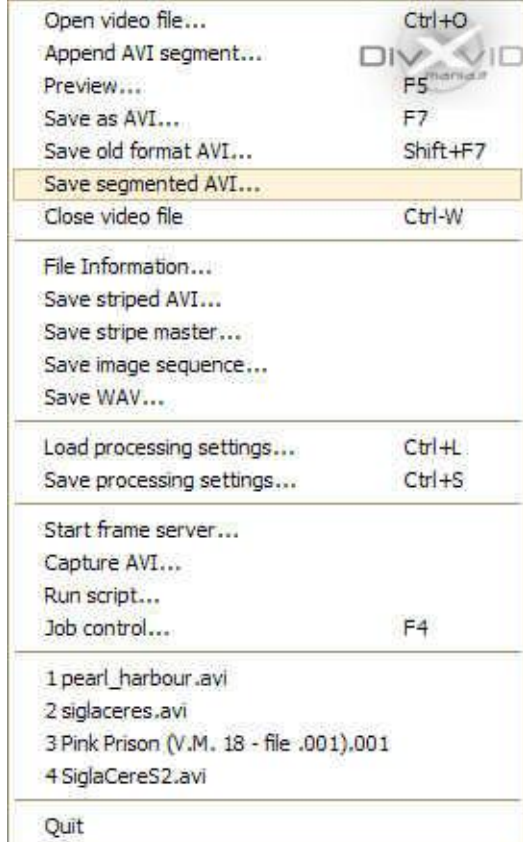 Open video file... Ctrl+O
Append AVI segment...
DIVXVID
mania.it
Preview... F5
Save as AVI... F7
Save old format AVI... Shift+F7
Save segmented AVI...
Close video file Ctrl-W
File Information...
Save striped AVI...
Save stripe master...
Save image sequence...
Save WAV...
Load processing settings... Ctrl+L
Save processing settings... Ctrl+S
Start frame server...
Capture AVI...
Run script...
Job control... F4
1 pearl_harbour.avi
2 siglaceres.avi
3 Pink Prison (V.M. 18 - file .001).001
4 SiglaCereS2.avi
Quit